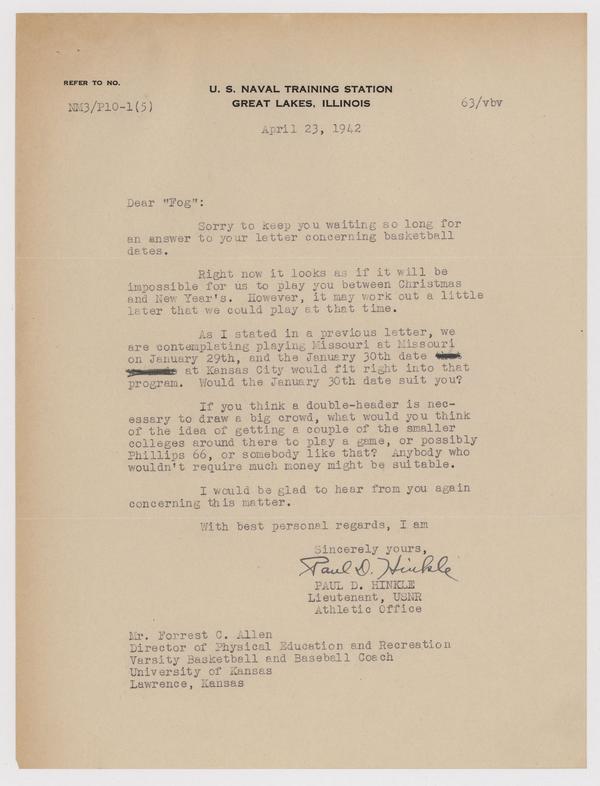 REFER TO NO.
NM3/P10-1(5)
U. S. NAVAL TRAINING STATION
GREAT LAKES, ILLINOIS
63/vbv
April 23, 1942
Dear "Fog":
Sorry to keep you waiting so long for
an answer to your letter concerning basketball
dates.
Right now it looks as if it will be
impossible for us to play you between Christmas
and New Year's. However, it may work out a little
later that we could play at that time.
As I stated in a previous letter, we
are contemplating playing Missouri at Missouri
on January 29th, and the January 30th date
at Kansas City would fit right into that
program. Would the January 30th date suit you?
If you think a double-header is nec-
essary to draw a big crowd, what would you think
of the idea of getting a couple of the smaller
colleges around there to play a game, or possibly
Phillips 66, or somebody like that? Anybody who
wouldn't require much money might be suitable.
I would be glad to hear from you again
concerning this matter.
With best personal regards, I am
Sincerely yours,
Paul D. Hinkle
PAUL D. HINKLE
Lieutenant, USNR
Athletic Office
Mr. Forrest C. Allen
Director of Physical Education and Recreation
Varsity Basketball and Baseball Coach
University of Kansas
Lawrence, Kansas